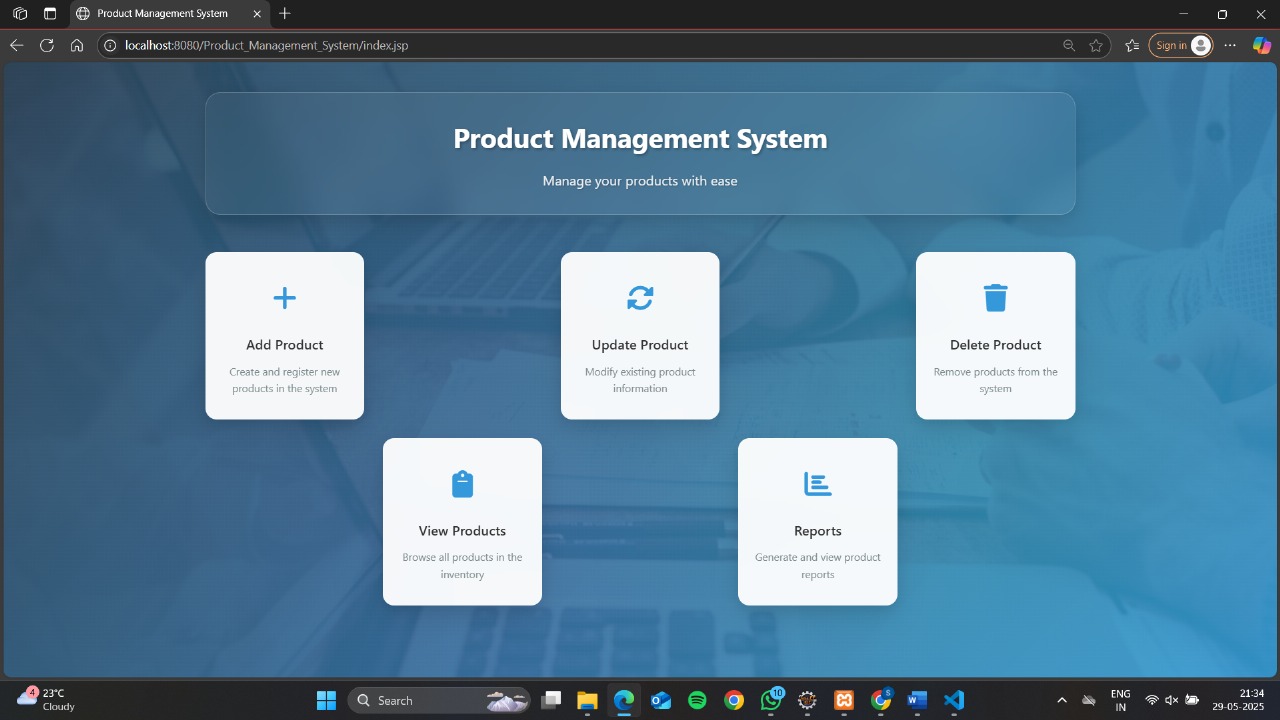 Product Management System
localhost:8080/Product_Management_System/index.jsp
Sign in
Product Management System
Manage your products with ease
Add Product
Create and register new
products in the system
Update Product
Modify existing product
information
Delete Product
Remove products from the
system
View Products
Browse all products in the
inventory
Reports
Generate and view product
reports
4
23°C
Cloudy
Search
10
S
ENG
IN
21:34
29-05-2025